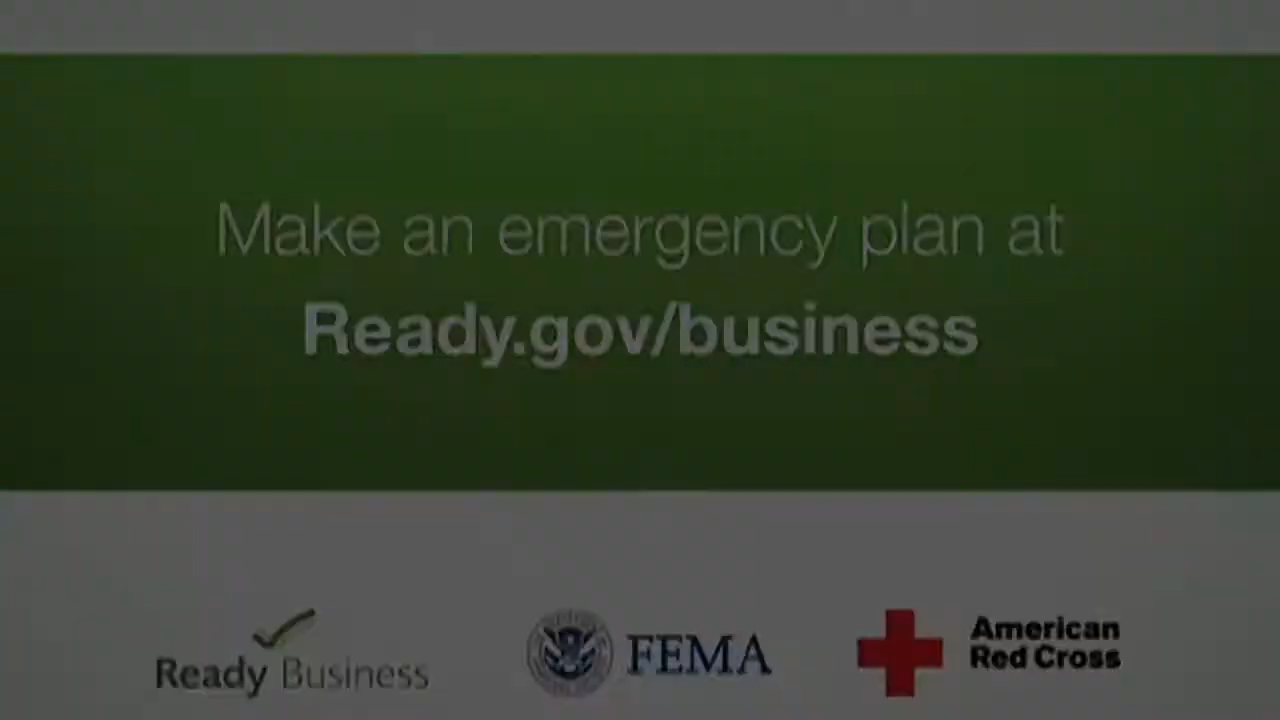 Make an emergency plan at
Ready.gov/business
Ready Business
FEMA
American
Red Cross